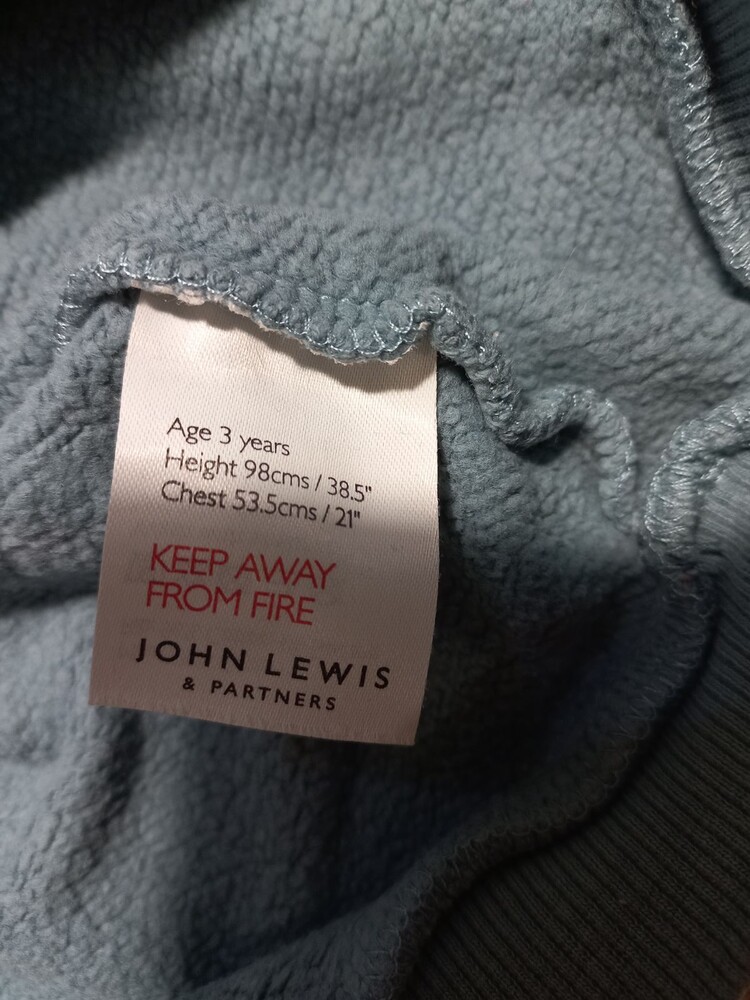 Age 3 years
Height 98cms / 38.5"
Chest 53.5cms / 21"
KEEP AWAY
FROM FIRE
JOHN LEWIS
& PARTNERS